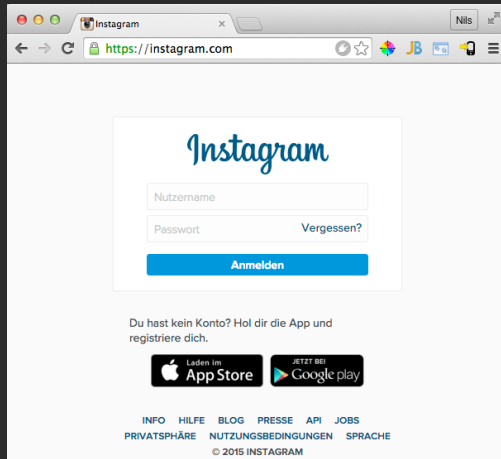 Instagram
Nils
https://instagram.com
JB
Instagram
Nutzername
Passwort
Vergessen?
Anmelden
Du hast kein Konto? Hol dir die App und
registriere dich.
Laden im
App Store
JETZT BEI
Google play
INFO HILFE BLOG PRESSE API JOBS
PRIVATSPHÄRE NUTZUNGSBEDINGUNGEN SPRACHE
© 2015 INSTAGRAM